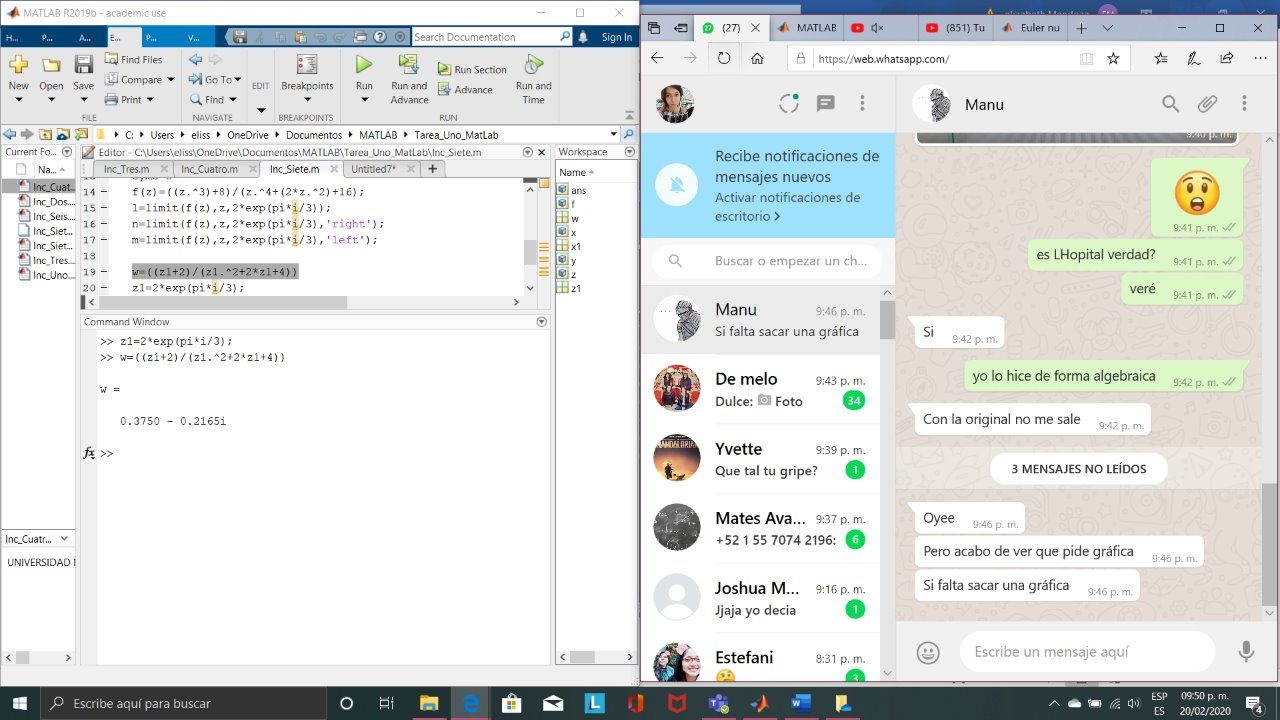 MATLAB R2019b - academic use
H... P... A... E... P... V...
Search Documentation
Sign In
New
Open
Save
Find Files
Compare
Print
Go To
Find
EDIT
Breakpoints
Run
Run and Advance
Run Section
Advance
Run and Time
FILE
NAVIGATE
BREAKPOINTS
RUN
C: Users eliss OneDrive Documentos MATLAB Tarea_Uno_MatLab
Current Fo...
Na...
Inc_Cuat...
Inc_Dos...
Inc_Seis...
Inc_Siet...
Inc_Siet...
Inc_Tres...
Inc_Uno...
Inc_Cuatr...
UNIVERSIDAD
Editor - C:\Users\eliss\OneDrive\Documentos\MATLAB\Tarea_Uno_MatLab\Inc_Siete.m
Inc_Tres.m
Inc_Cuatro.m
Inc_Siete.m
Untitled7*
14 - f(z)=((z.^3)+8)/(z.^4+(2*z.^2)+16);
15 - l=limit(f(z),z,2*exp(pi*i/3));
16 - n=limit(f(z),z,2*exp(pi*i/3),'right');
17 - m=limit(f(z),z,2*exp(pi*i/3),'left');
18
19 - w=((z1+2)/(z1.^2+2*z1+4))
20 - z1=2*exp(pi*i/3);
Command Window
>> z1=2*exp(pi*i/3);
>> w=((z1+2)/(z1.^2+2*z1+4))
w =
0.3750 - 0.2165i
fx >>
Workspace
Name
ans
f
w
x
x1
y
z
z1
(27)
MATLAB
(851) Tu
Euler nu
https://web.whatsapp.com/
Recibe notificaciones de
mensajes nuevos
Activar notificaciones de
escritorio >
Buscar o empezar un ch...
Manu 9:46 p. m.
Si falta sacar una gráfica
De melo 9:43 p. m.
Dulce: Foto 34
Yvette 9:39 p. m.
Que tal tu gripe? 1
Mates Ava... 9:37 p. m.
+52 1 55 7074 2196: 6
Joshua M... 9:16 p. m.
Jjaja yo decia 1
Estefani 8:31 p. m.
3
Manu
9:40 p. m.
9:41 p. m.
es LHopital verdad? 9:41 p. m.
veré 9:41 p. m.
Si 9:42 p. m.
yo lo hice de forma algebraica 9:42 p. m.
Con la original no me sale 9:42 p. m.
3 MENSAJES NO LEÍDOS
Oyee 9:46 p. m.
Pero acabo de ver que pide gráfica 9:46 p. m.
Si falta sacar una gráfica 9:46 p. m.
Escribe un mensaje aquí
Escribe aquí para buscar
ESP
ES
09:50 p. m.
20/02/2020
4